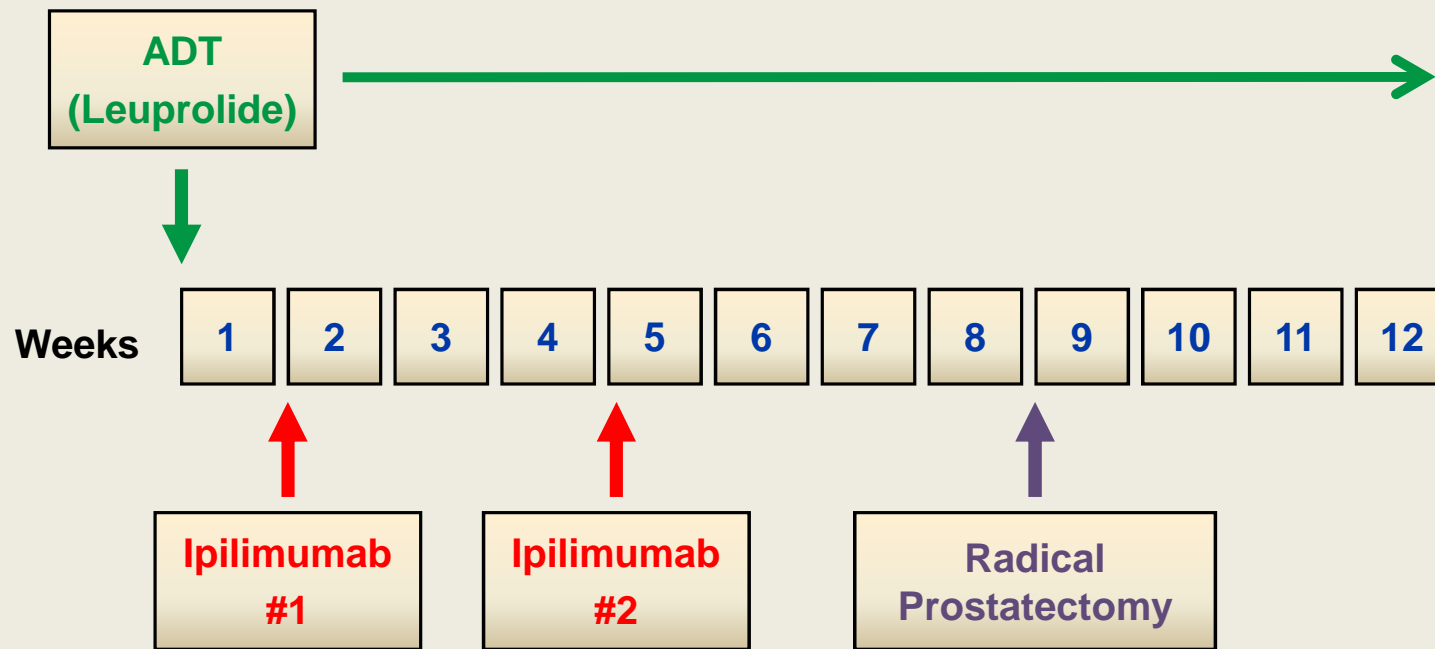 ADT
(Leuprolide)
Weeks 1 2 3 4 5 6 7 8 9 10 11 12
Ipilimumab
#1
Ipilimumab
#2
Radical
Prostatectomy